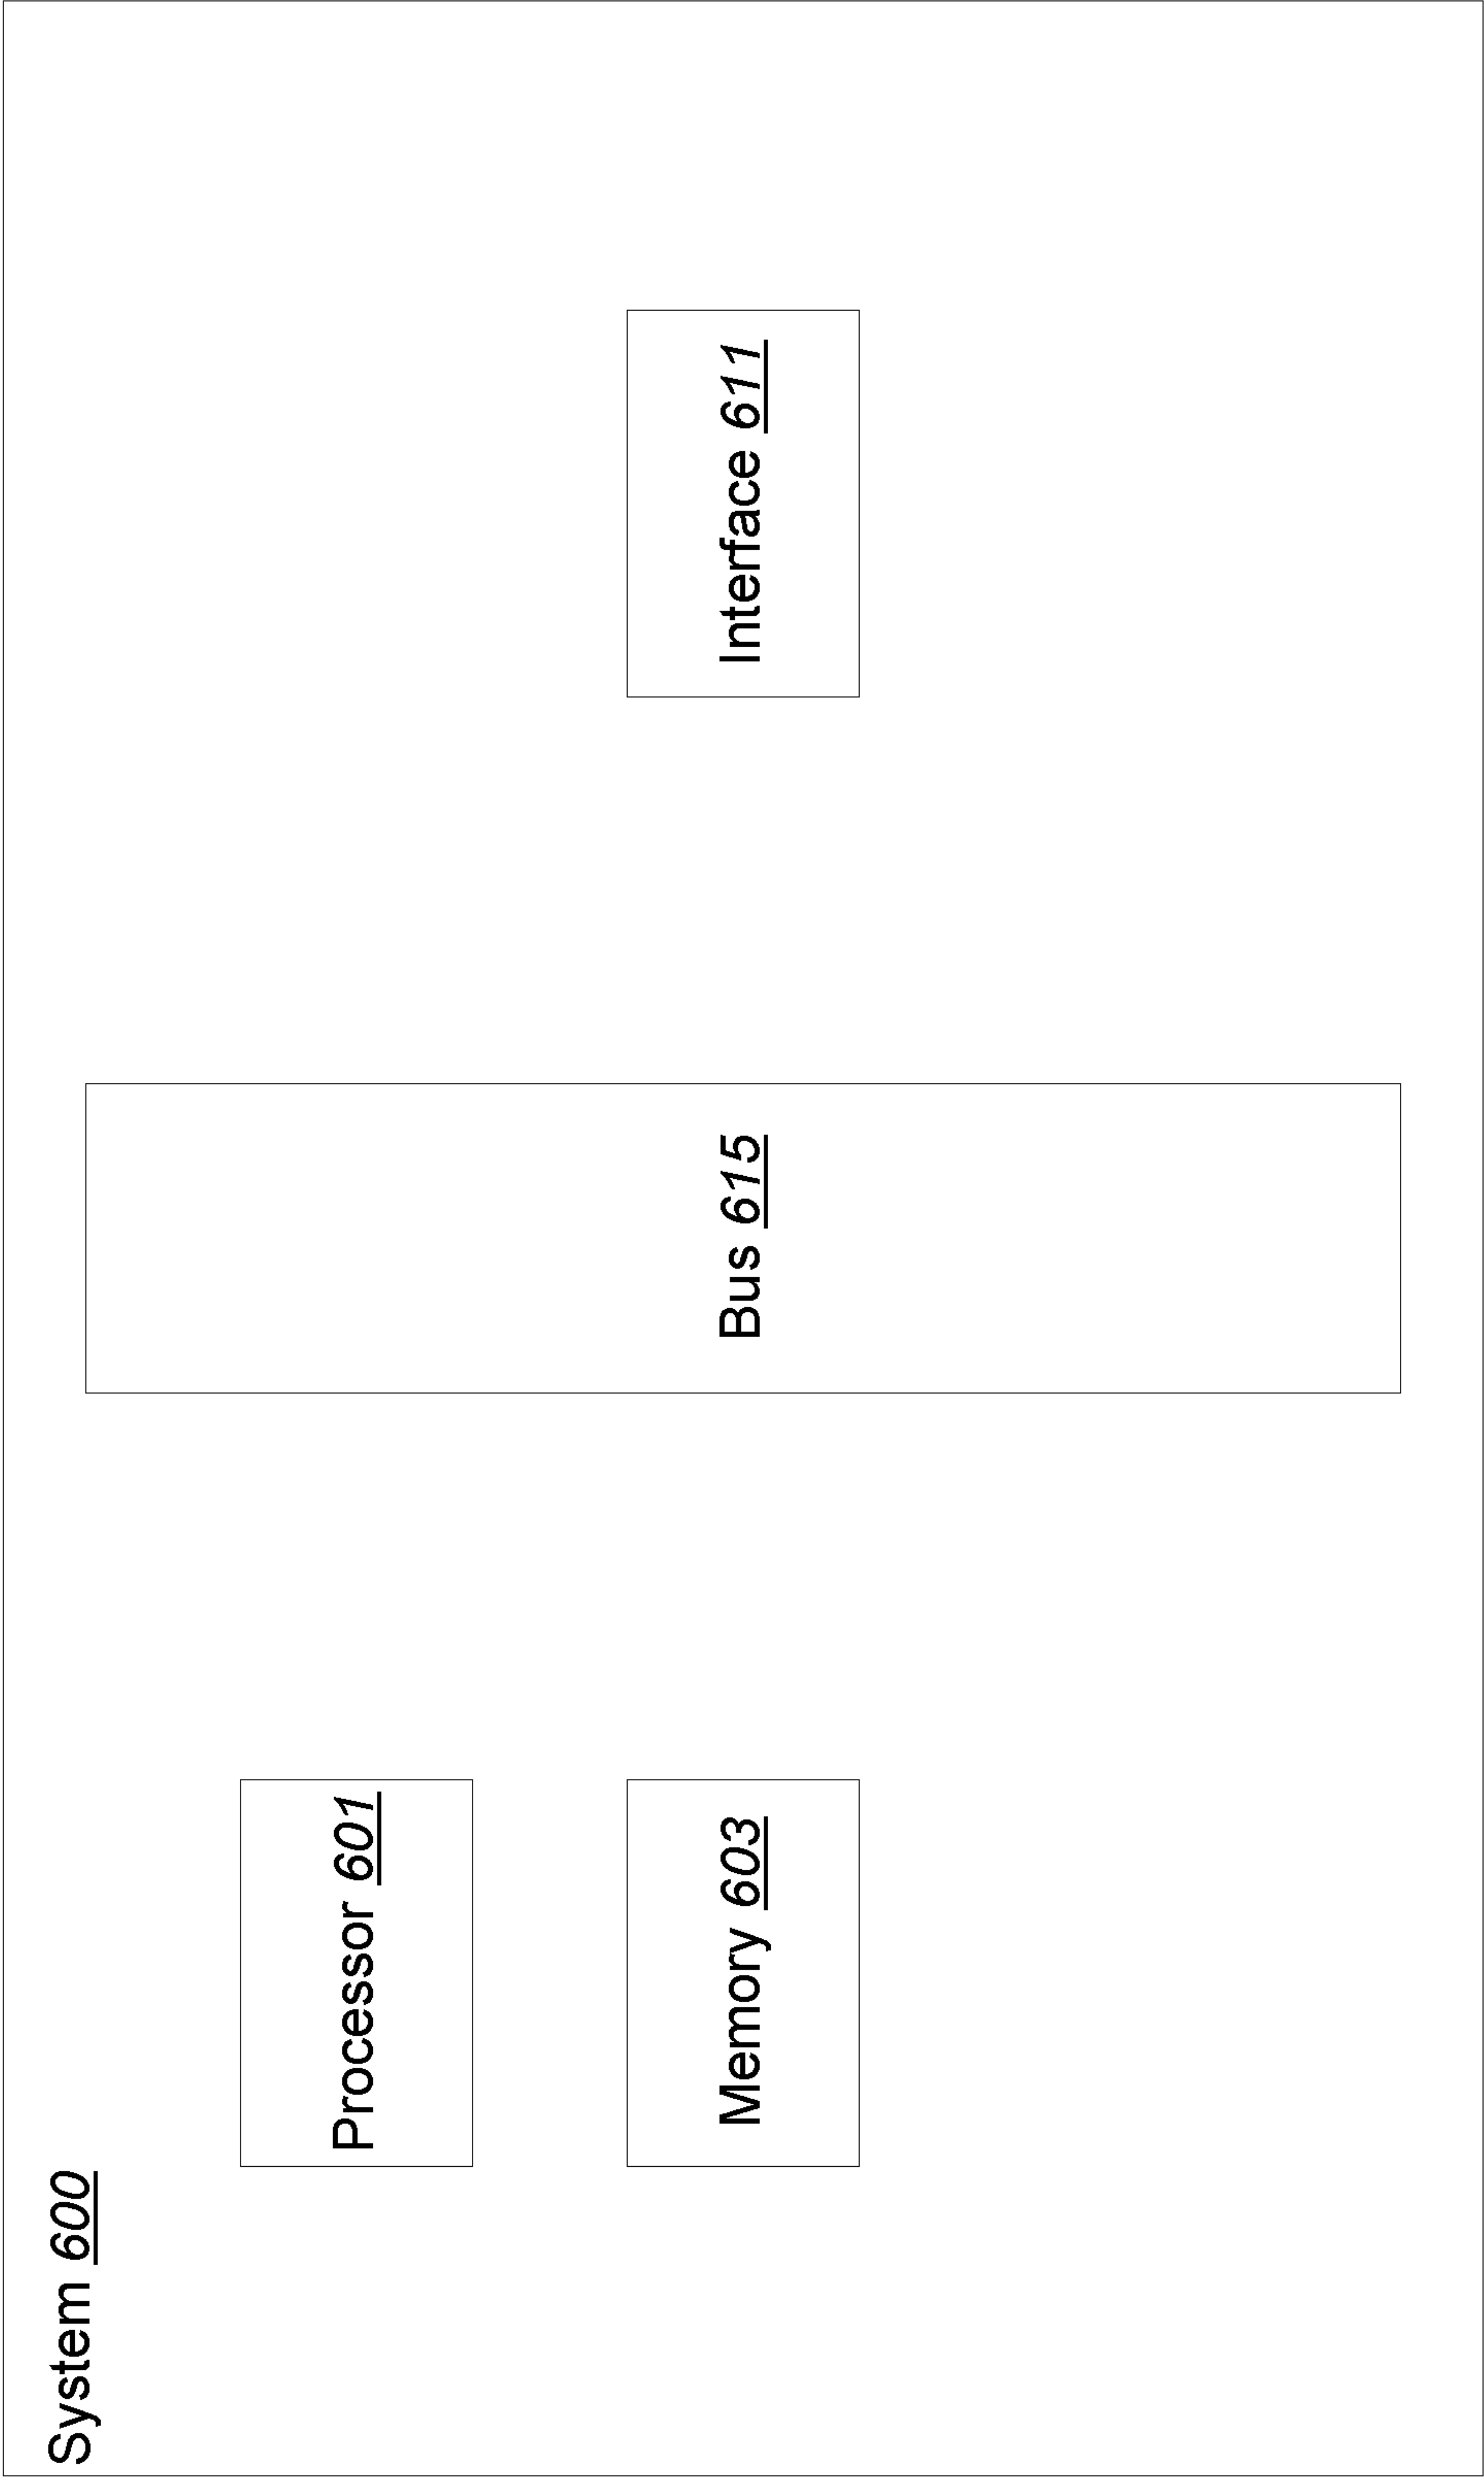 System 600
Processor 601
Memory 603
Bus 615
Interface 611